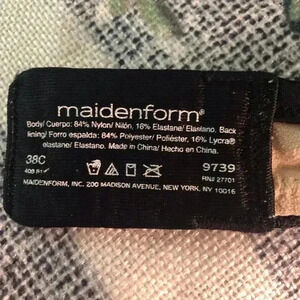 maidenform®
Body/ Cuerpo: 84% Nylon/ Nilón, 16% Elastane/ Elastano. Back
lining/ Forro espalda: 84% Polyester/ Poliéster, 16% Lycra®
elastane/ Elastano. Made in China/ Hecho en China.
38C 9739
RN# 27701
MAIDENFORM, INC. 200 MADISON AVENUE, NEW YORK, NY 10016